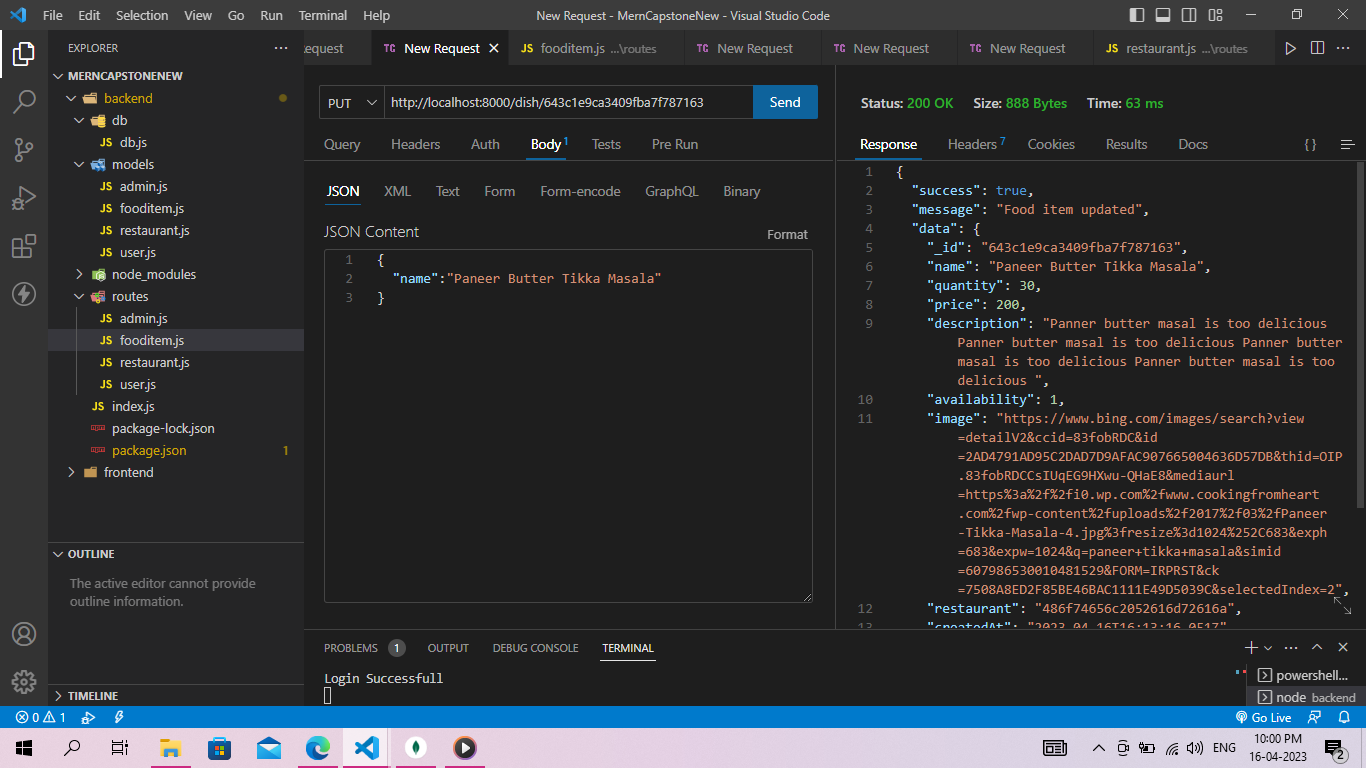 File Edit Selection View Go Run Terminal Help New Request - MernCapstoneNew - Visual Studio Code
EXPLORER
MERNCAPSTONENEW
backend
db
JS db.js
models
JS admin.js
JS fooditem.js
JS restaurant.js
JS user.js
node_modules
routes
JS admin.js
JS fooditem.js
JS restaurant.js
JS user.js
JS index.js
package-lock.json
package.json 1
frontend
OUTLINE
The active editor cannot provide
outline information.
TIMELINE
equest TC New Request JS fooditem.js ...\routes TC New Request TC New Request TC New Request JS restaurant.js ...\routes
PUT http://localhost:8000/dish/643c1e9ca3409fba7f787163 Send
Query Headers Auth Body 1 Tests Pre Run
JSON XML Text Form Form-encode GraphQL Binary
JSON Content Format
1 {
2 "name":"Paneer Butter Tikka Masala"
3 }
Status: 200 OK Size: 888 Bytes Time: 63 ms
Response Headers 7 Cookies Results Docs { }
1 {
2 "success": true,
3 "message": "Food item updated",
4 "data": {
5 "_id": "643c1e9ca3409fba7f787163",
6 "name": "Paneer Butter Tikka Masala",
7 "quantity": 30,
8 "price": 200,
9 "description": "Panner butter masal is too delicious
Panner butter masal is too delicious Panner butter
masal is too delicious Panner butter masal is too
delicious ",
10 "availability": 1,
11 "image": "https://www.bing.com/images/search?view
=detailV2&ccid=83fobRDC&id
=2AD4791AD95C2DAD7D9AFAC907665004636D57DB&thid=OIP
.83fobRDCCsIUqEG9HXwu-QHaE8&mediaurl
=https%3a%2f%2fi0.wp.com%2fwww.cookingfromheart
.com%2fwp-content%2fuploads%2f2017%2f03%2fPaneer
-Tikka-Masala-4.jpg%3fresize%3d1024%252C683&exph
=683&expw=1024&q=paneer+tikka+masala&simid
=607986530010481529&FORM=IRPRST&ck
=7508A8ED2F85BE46BAC1111E49D5039C&selectedIndex=2",
12 "restaurant": "486f74656c2052616d72616a",
13 "createdAt": "2023-04-16T16:13:16.051Z"
PROBLEMS 1 OUTPUT DEBUG CONSOLE TERMINAL
Login Successfull
powershell...
node backend
0 1 Go Live
ENG 10:00 PM
16-04-2023 2